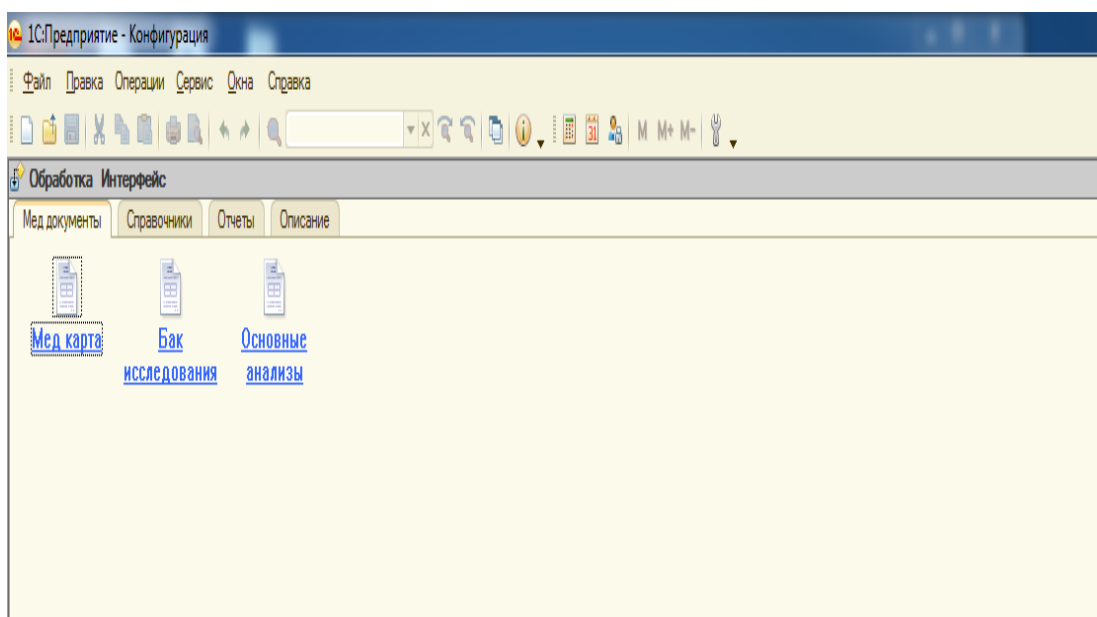 1С:Предприятие - Конфигурация
Файл Правка Операции Сервис Окна Справка
M M+ M-
Обработка Интерфейс
Мед документы Справочники Отчеты Описание
Мед карта Бак Основные
исследования анализы